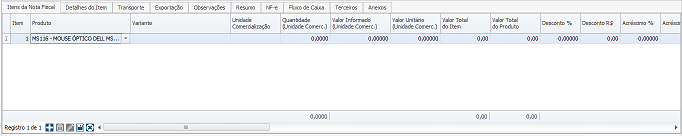 Itens da Nota Fiscal Detalhes do Item Transporte Exportação Observações Resumo NF-e Fluxo de Caixa Terceiros Anexos
Item Produto Variante Unidade Comercialização Quantidade (Unidade Comerc.) Valor Informado (Unidade Comerc.) Valor Unitário (Unidade Comerc.) Valor Total do Item Valor Total do Produto Desconto % Desconto R$ Acréscimo % Acréscim
1 MS116 - MOUSE ÓPTICO DELL MS... 0,0000 0,00000 0,00000 0,00 0,00 0,00000 0,00 0,00000
0,0000 0,00 0,00
Registro 1 de 1